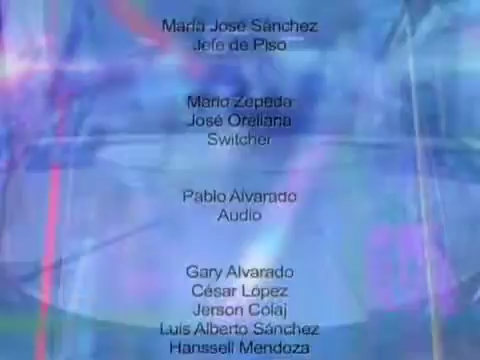 María José Sánchez
Jefe de Piso
Mario Zepeda
José Orellana
Switcher
Pablo Alvarado
Audio
Gary Alvarado
César López
Jerson Colaj
Luis Alberto Sánchez
Hanssell Mendoza